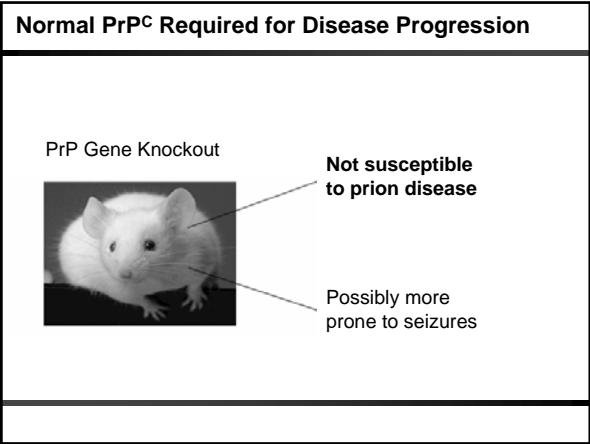 Normal PrPᶜ Required for Disease Progression
PrP Gene Knockout
Not susceptible
to prion disease
Possibly more
prone to seizures